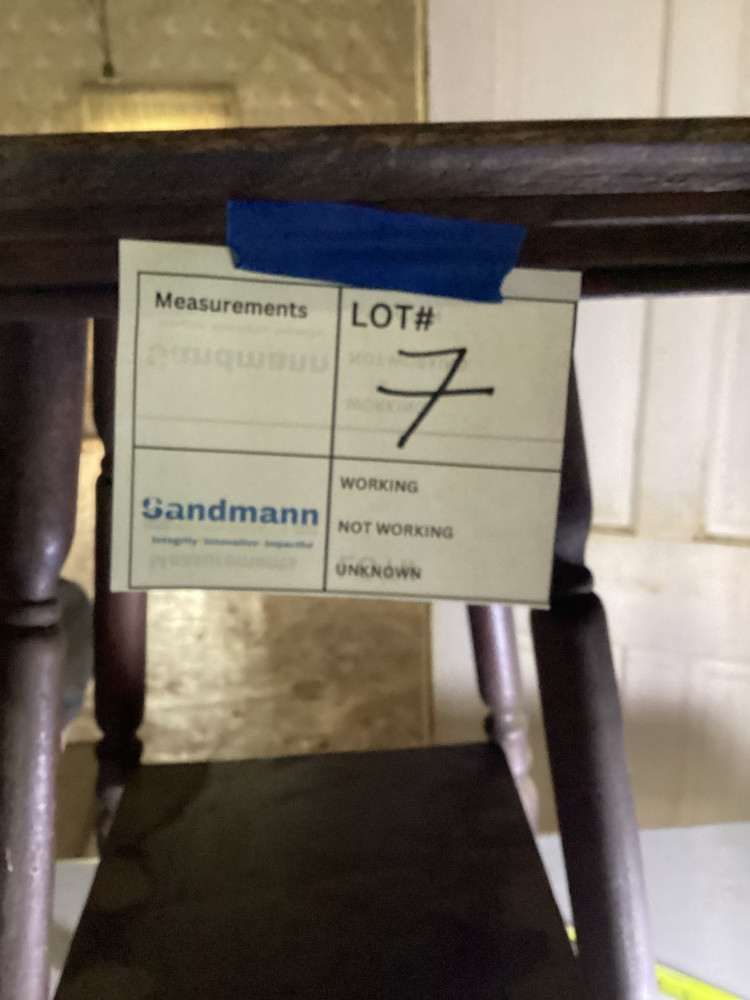 Measurements
LOT#
7
Sandmann
Integrity - Innovative - Impactful
WORKING
NOT WORKING
UNKNOWN